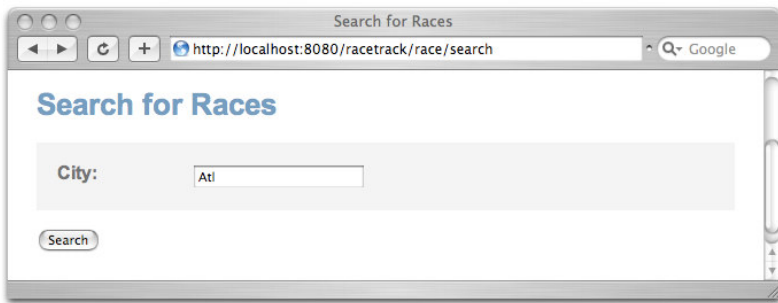 Search for Races
http://localhost:8080/racetrack/race/search
Google
Search for Races
City:
Atl
Search